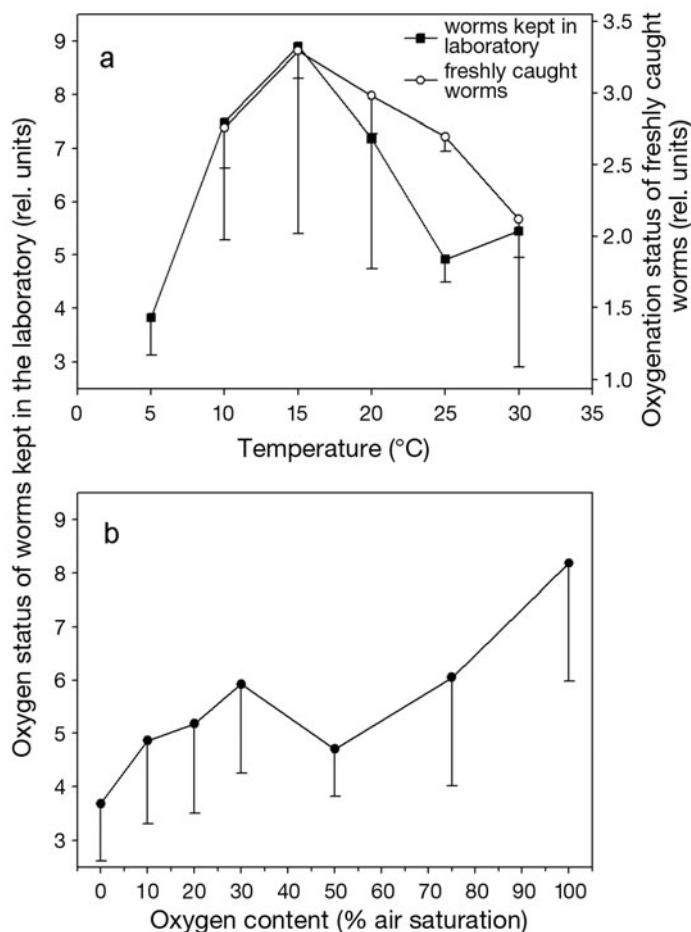 Oxygen status of worms kept in the laboratory (rel. units)
a
9
8
7
6
5
4
3
worms kept in
laboratory
freshly caught
worms
3.5
3.0
2.5
2.0
1.5
1.0
Oxygenation status of freshly caught
worms (rel. units)
0 5 10 15 20 25 30 35
Temperature (°C)
b
9
8
7
6
5
4
3
0 10 20 30 40 50 60 70 80 90 100
Oxygen content (% air saturation)